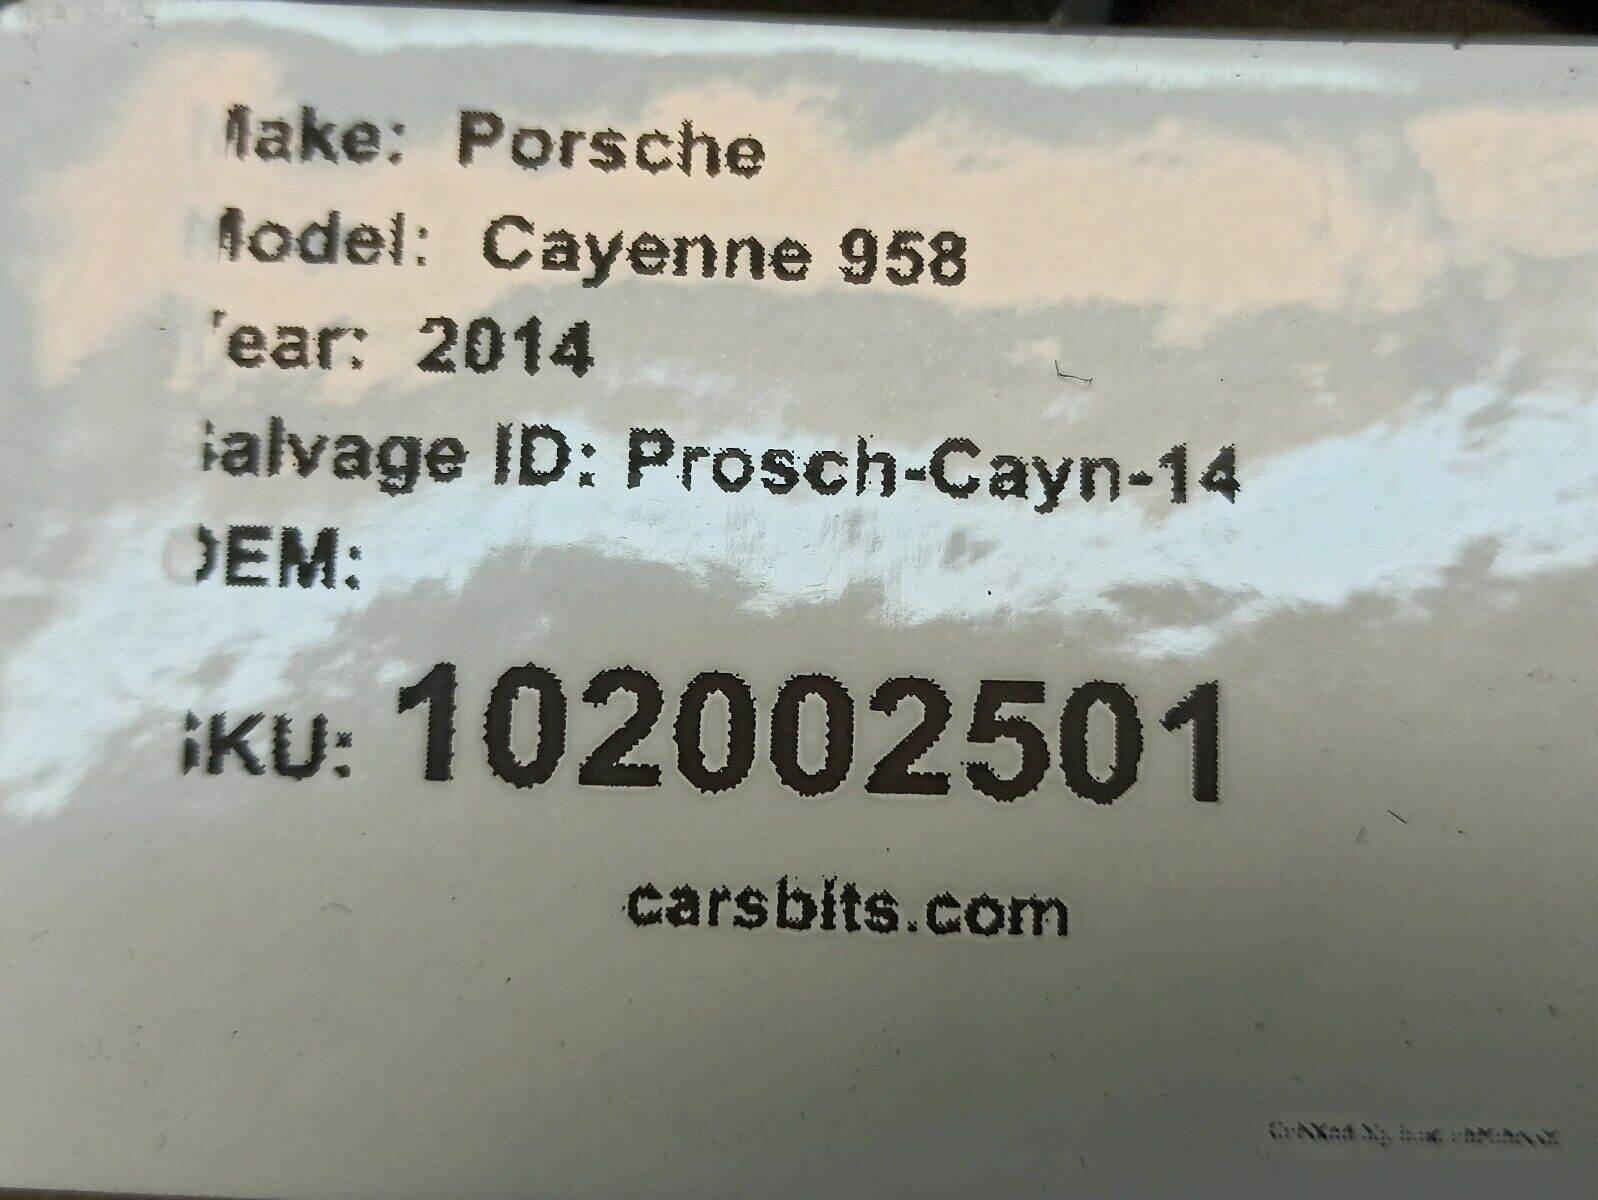 Make: Porsche
Model: Cayenne 958
Year: 2014
Salvage ID: Prosch-Cayn-14
OEM:
SKU: 102002501
carsbits.com